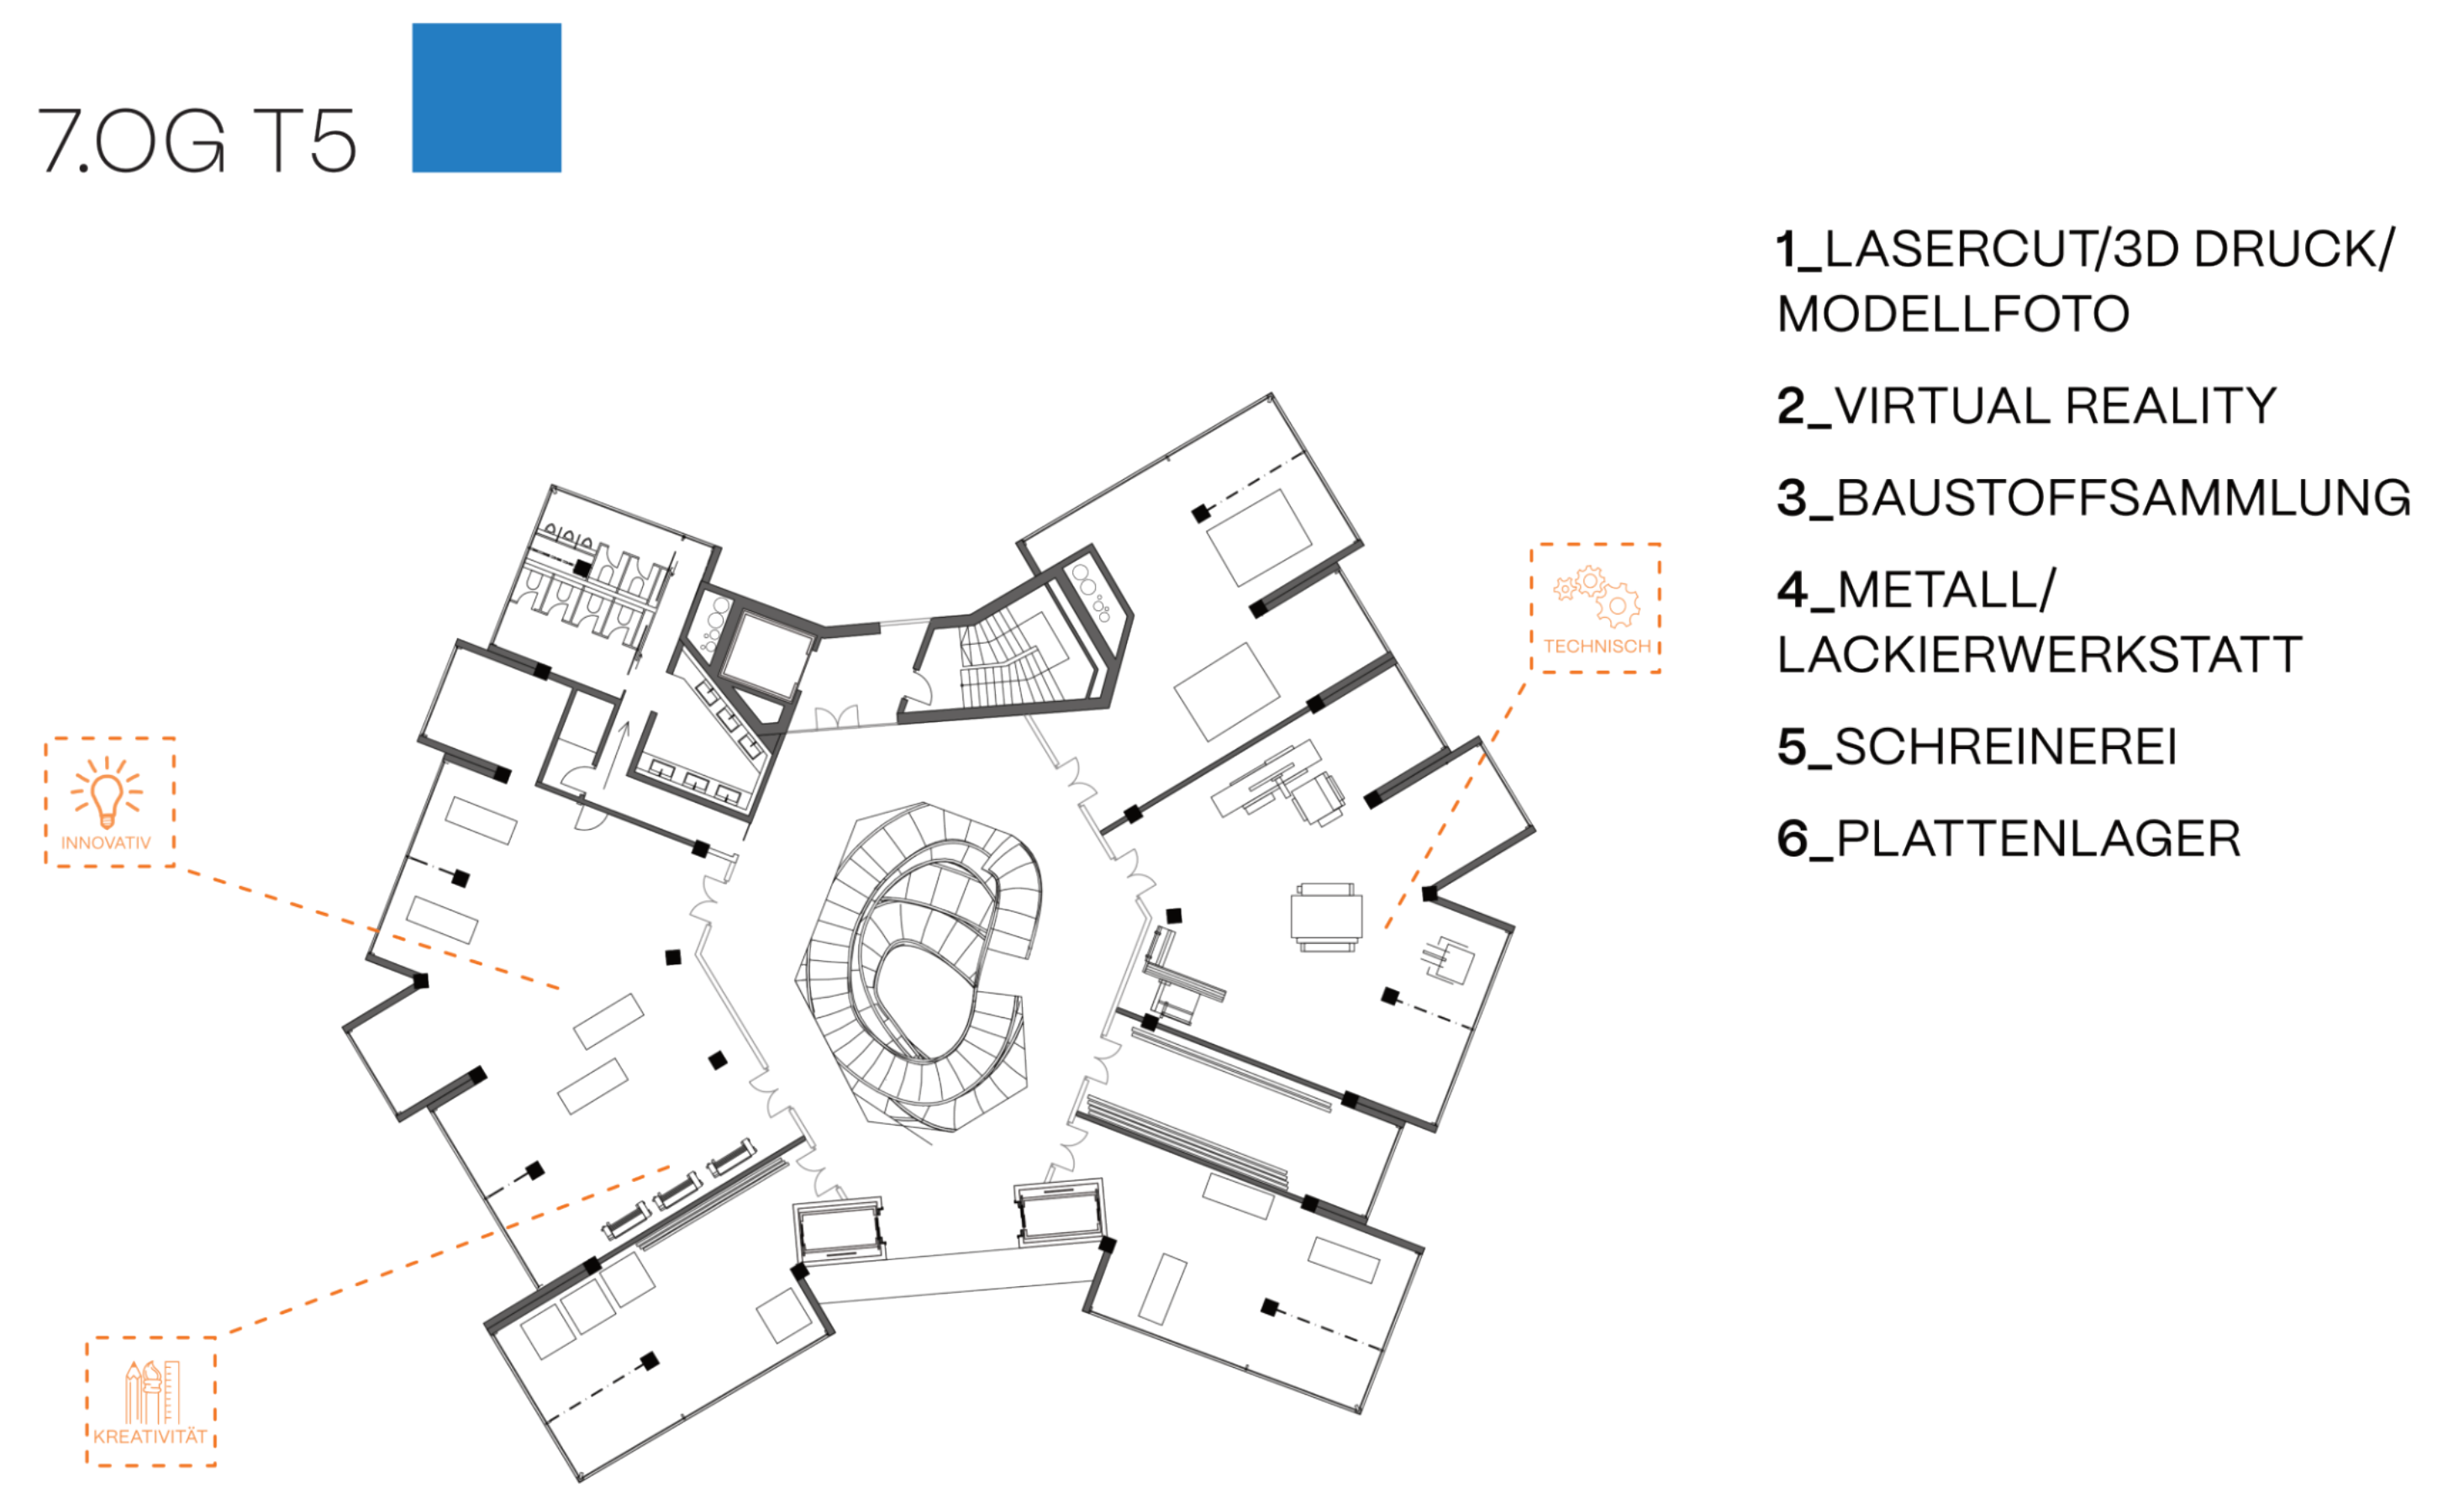 7.OG T5
1_LASERCUT/3D DRUCK/
MODELLFOTO
2_VIRTUAL REALITY
3_BAUSTOFFSAMMLUNG
4_METALL/
LACKIERWERKSTATT
5_SCHREINEREI
6_PLATTENLAGER
TECHNISCH
INNOVATIV
KREATIVITÄT